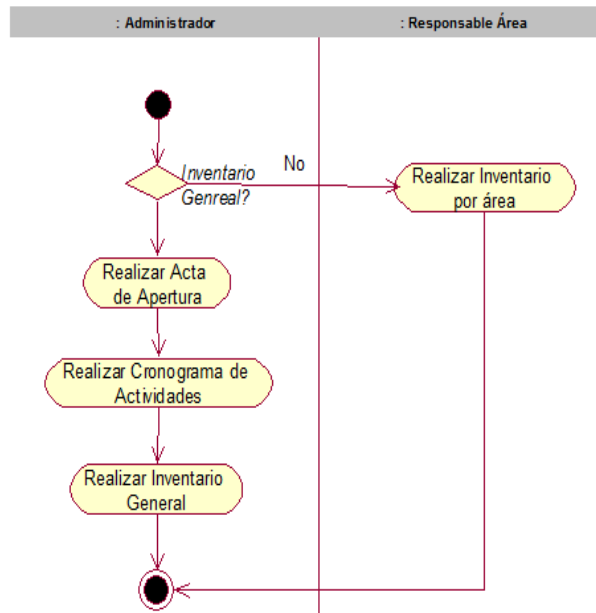 : Administrador
: Responsable Área
Inventario
Genreal?
No
Realizar Inventario
por área
Realizar Acta
de Apertura
Realizar Cronograma de
Actividades
Realizar Inventario
General